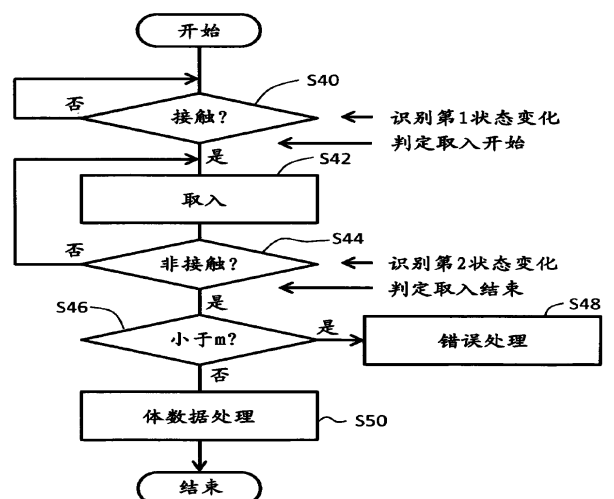 开始
S40
否
接触?
识别第1状态变化
是
判定取入开始
S42
取入
S44
否
非接触?
识别第2状态变化
是
判定取入结束
S46
小于m?
是
S48
错误处理
否
体数据处理
S50
结束